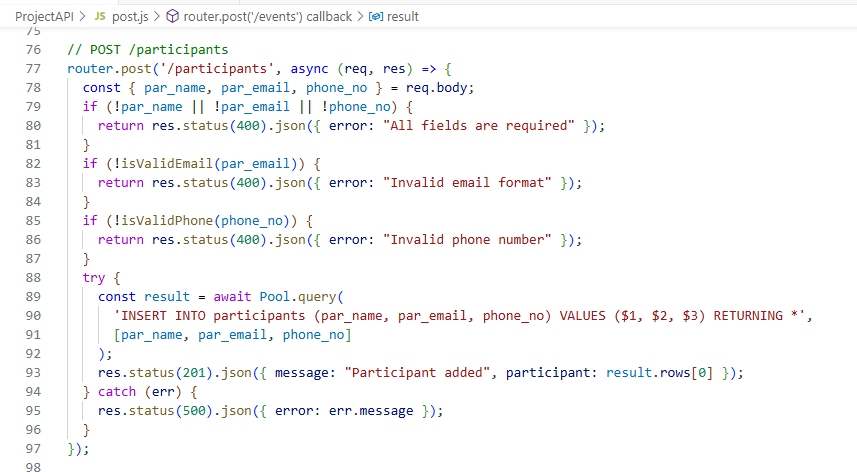 ProjectAPI > JS post.js > router.post('/events') callback > result
75
76 // POST /participants
77 router.post('/participants', async (req, res) => {
78   const { par_name, par_email, phone_no } = req.body;
79   if (!par_name || !par_email || !phone_no) {
80     return res.status(400).json({ error: "All fields are required" });
81   }
82   if (!isValidEmail(par_email)) {
83     return res.status(400).json({ error: "Invalid email format" });
84   }
85   if (!isValidPhone(phone_no)) {
86     return res.status(400).json({ error: "Invalid phone number" });
87   }
88   try {
89     const result = await Pool.query(
90       'INSERT INTO participants (par_name, par_email, phone_no) VALUES ($1, $2, $3) RETURNING *',
91       [par_name, par_email, phone_no]
92     );
93     res.status(201).json({ message: "Participant added", participant: result.rows[0] });
94   } catch (err) {
95     res.status(500).json({ error: err.message });
96   }
97 });
98